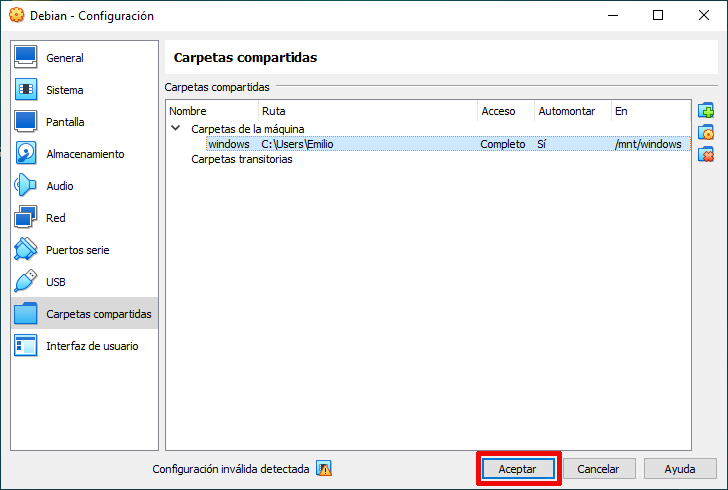 Debian - Configuración
General
Sistema
Pantalla
Almacenamiento
Audio
Red
Puertos serie
USB
Carpetas compartidas
Interfaz de usuario
Carpetas compartidas
Carpetas compartidas
Nombre Ruta Acceso Automontar En
Carpetas de la máquina
windows C:\Users\Emilio Completo Sí /mnt/windows
Carpetas transitorias
Configuración inválida detectada
Aceptar Cancelar Ayuda